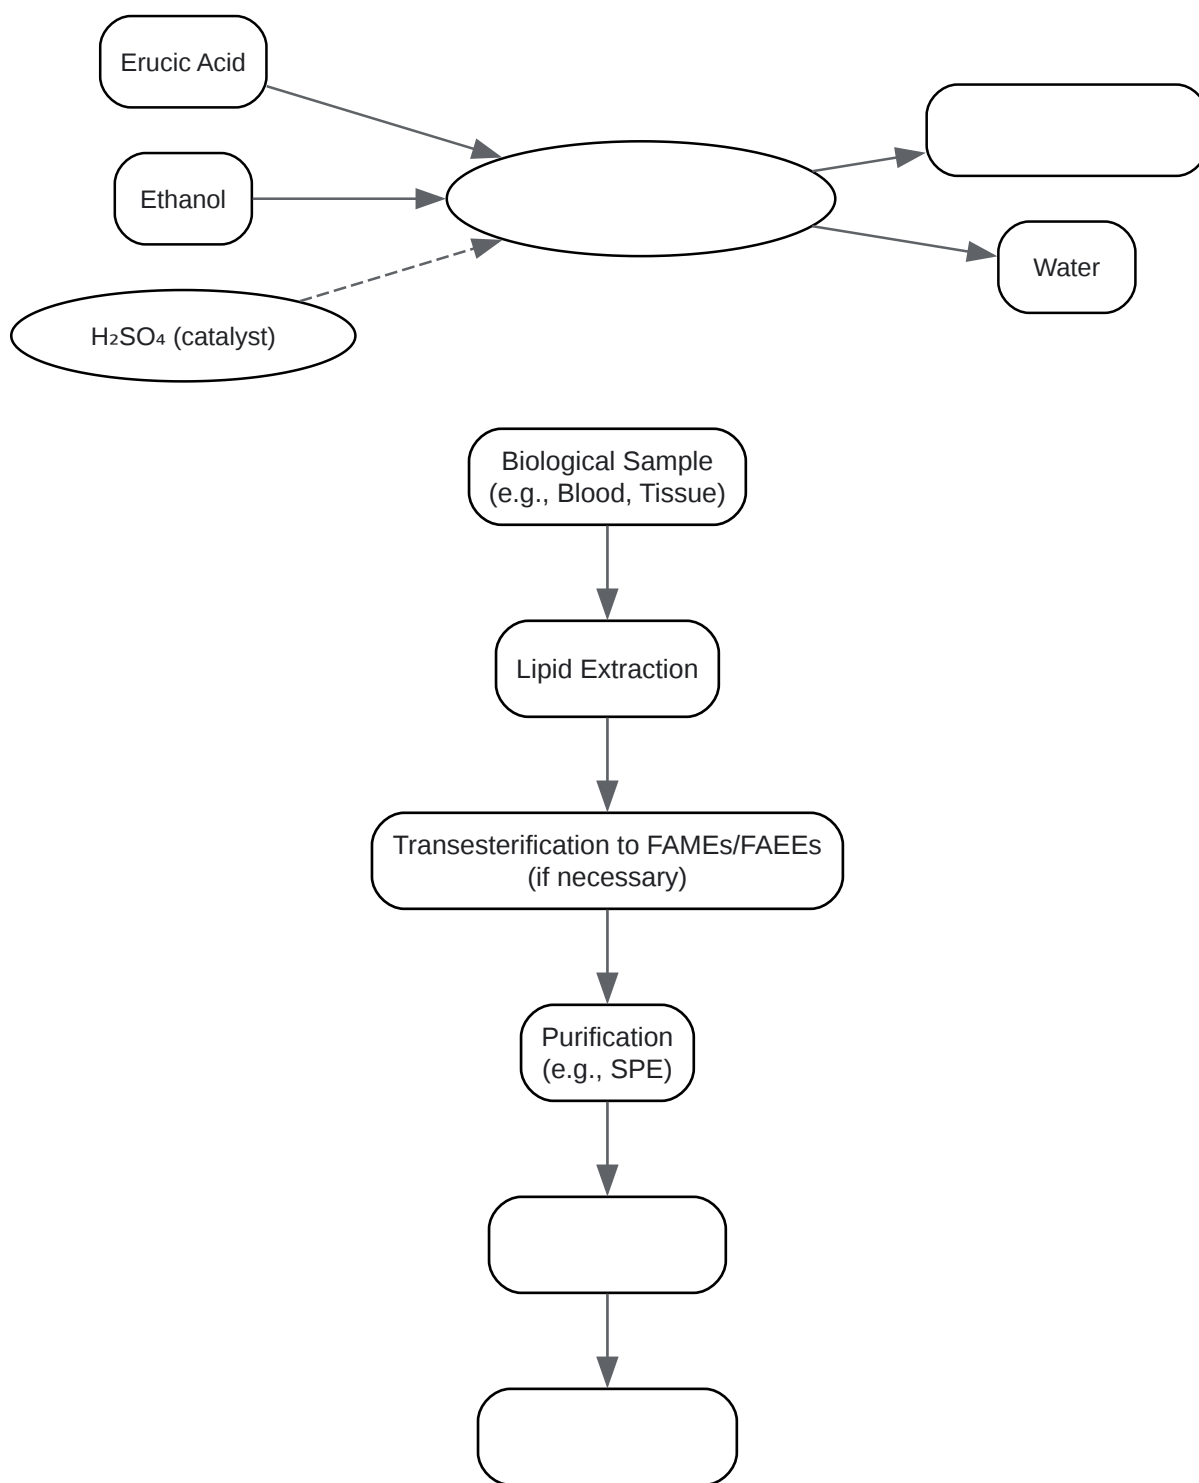 Erucic Acid
Ethanol
H₂SO₄ (catalyst)
Water
Biological Sample
(e.g., Blood, Tissue)
Lipid Extraction
Transesterification to FAMEs/FAEEs
(if necessary)
Purification
(e.g., SPE)